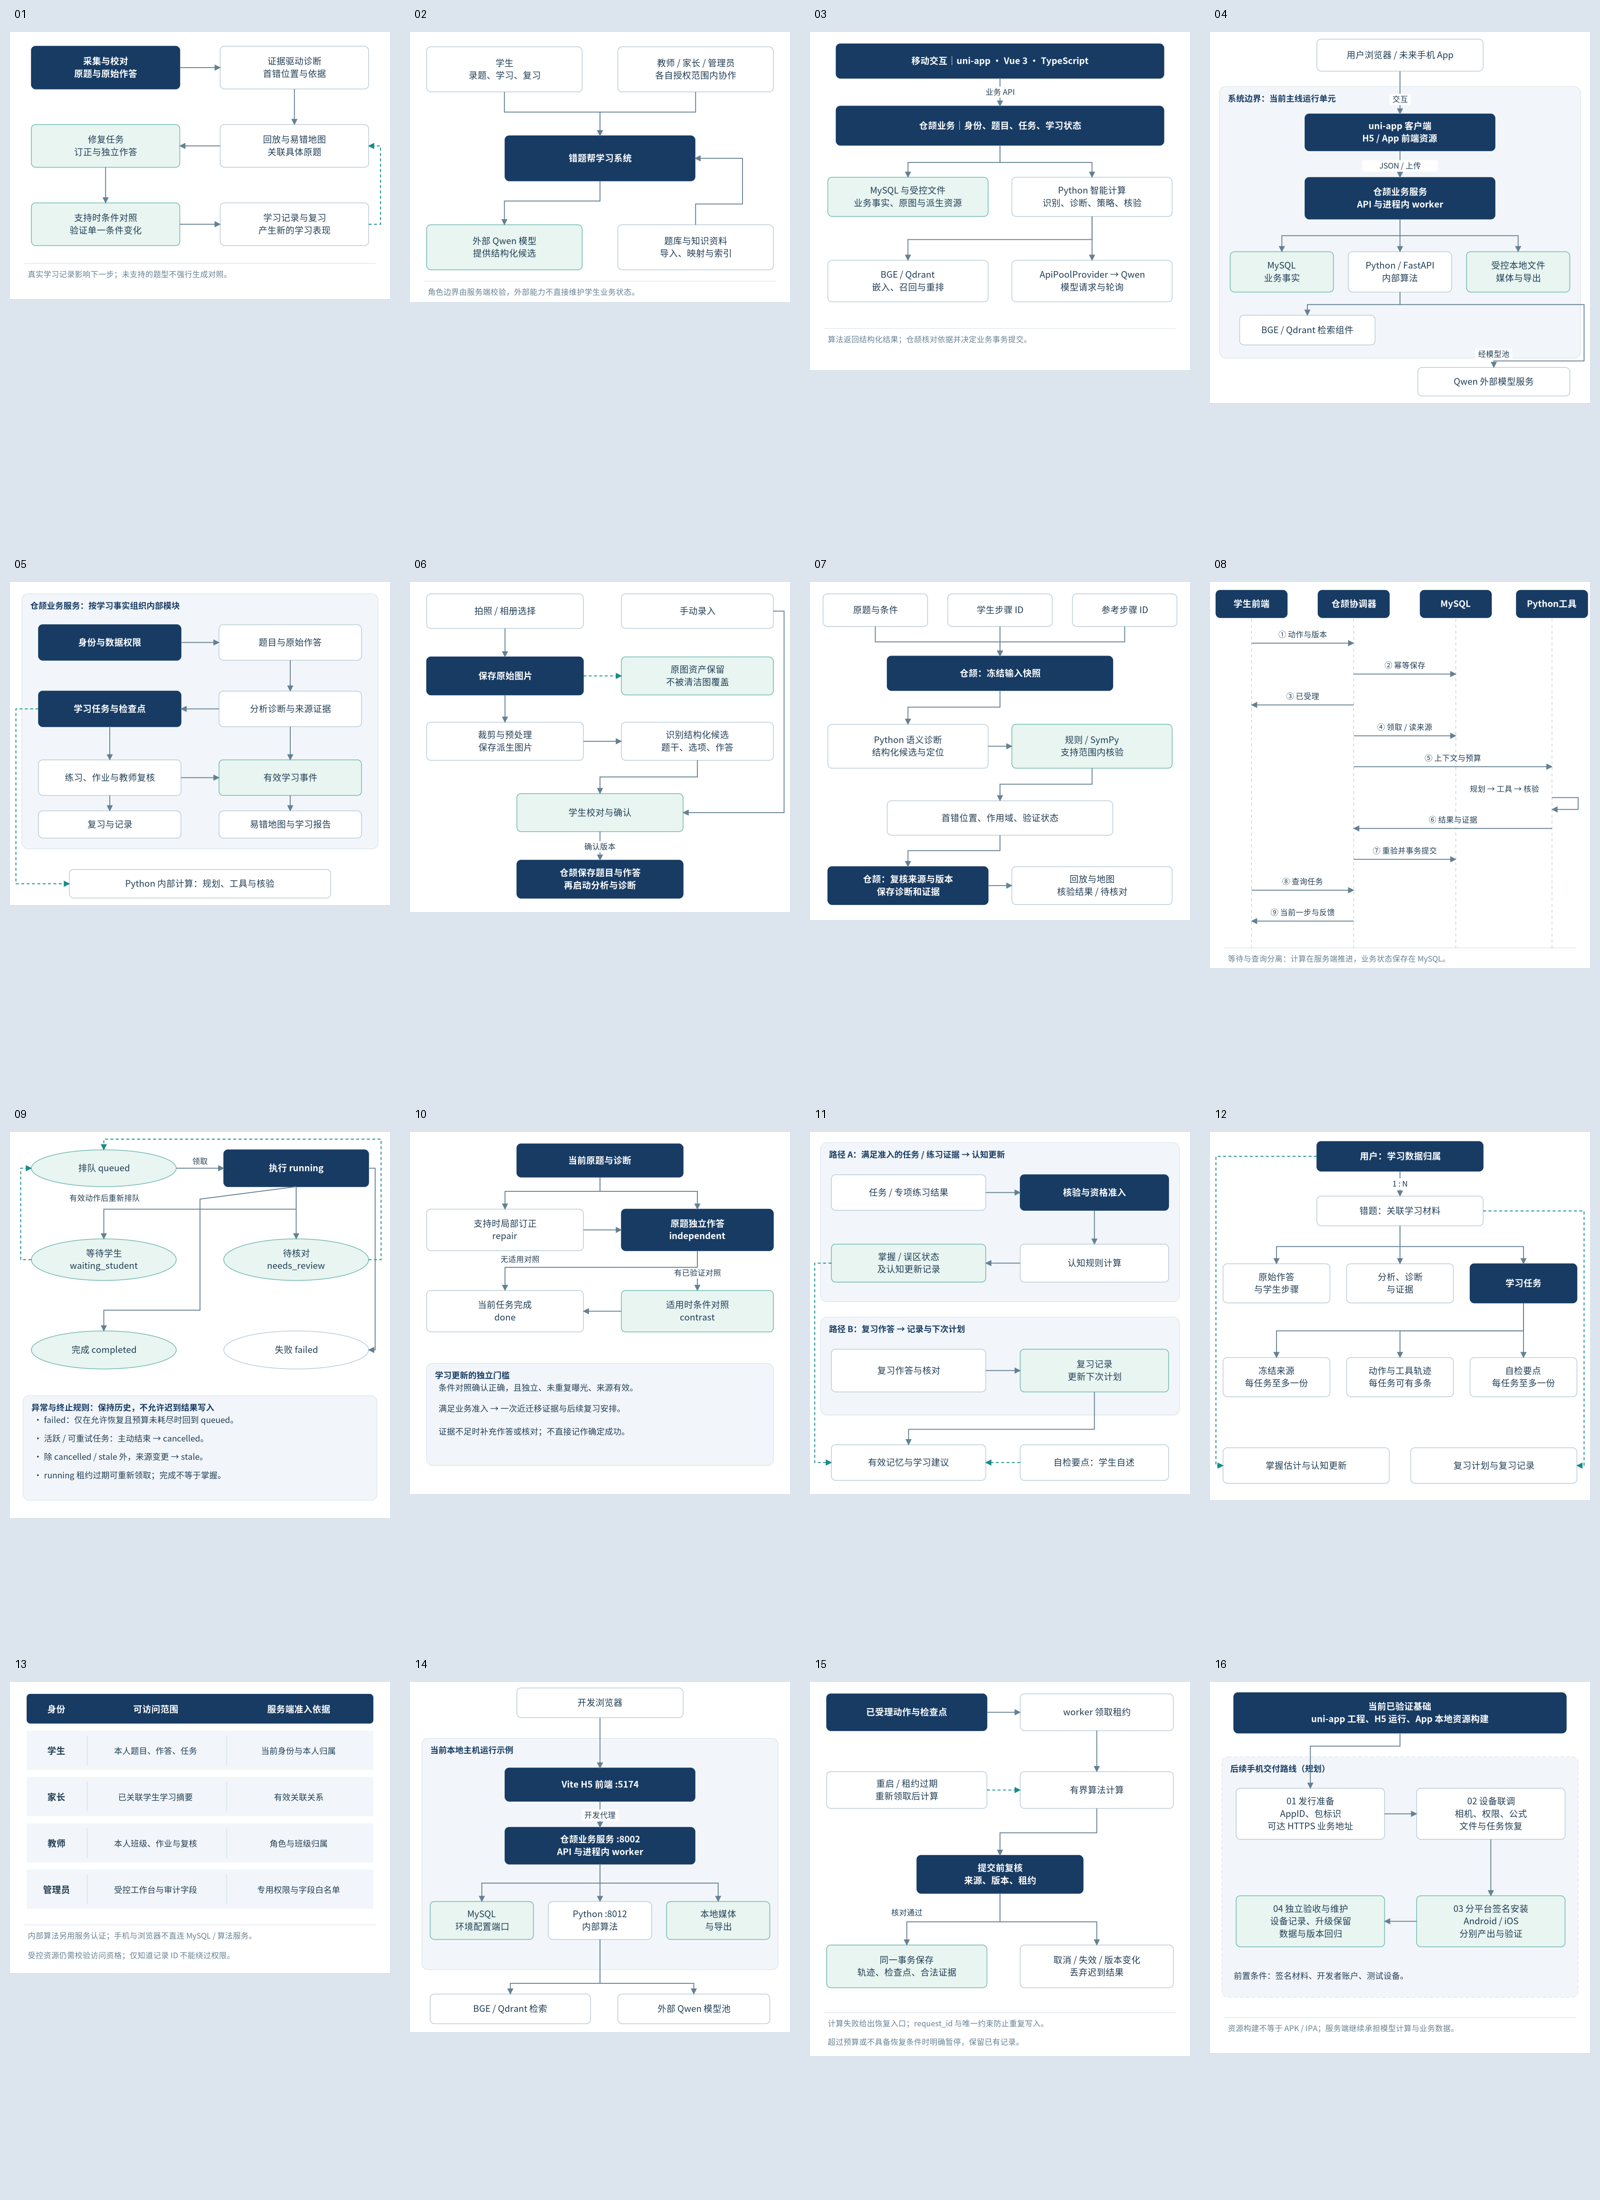 01
采集与校对
原题与原始作答
证据驱动诊断
首错位置与依据
修复任务
订正与独立作答
回放与易错地图
关联具体原题
支持时条件对照
验证单一条件变化
学习记录与复习
产生新的学习表现
真实学习记录影响下一步；未支持的题型不强行生成对照。
02
学生
录题、学习、复习
教师 / 家长 / 管理员
各自授权范围内协作
错题帮学习系统
外部 Qwen 模型
提供结构化候选
题库与知识资料
导入、映射与索引
角色边界由服务端校验，外部能力不直接维护学生业务状态。
03
移动交互｜uni-app · Vue 3 · TypeScript
业务 API
仓颉业务｜身份、题目、任务、学习状态
MySQL 与受控文件
业务事实、原图与派生资源
Python 智能计算
识别、诊断、策略、核验
BGE / Qdrant
嵌入、召回与重排
ApiPoolProvider → Qwen
模型请求与轮询
算法返回结构化结果；仓颉核对依据并决定业务事务提交。
04
用户浏览器 / 未来手机 App
系统边界：当前主线运行单元
交互
uni-app 客户端
H5 / App 前端资源
JSON / 上传
仓颉业务服务
API 与进程内 worker
MySQL
业务事实
Python / FastAPI
内部算法
受控本地文件
媒体与导出
BGE / Qdrant 检索组件
经模型池
Qwen 外部模型服务
05
仓颉业务服务：按学习事实组织内部模块
身份与数据权限
题目与原始作答
学习任务与检查点
分析诊断与来源证据
练习、作业与教师复核
有效学习事件
复习与记录
易错地图与学习报告
Python 内部计算：规划、工具与核验
06
拍照 / 相册选择
手动录入
保存原始图片
原图资产保留
不被清洁图覆盖
裁剪与预处理
保存派生图片
识别结构化候选
题干、选项、作答
学生校对与确认
确认版本
仓颉保存题目与作答
再启动分析与诊断
07
原题与条件
学生步骤 ID
参考步骤 ID
仓颉：冻结输入快照
Python 语义诊断
结构化候选与定位
规则 / SymPy
支持范围内核验
首错位置、作用域、验证状态
仓颉：复核来源与版本
保存诊断和证据
回放与地图
核验结果 / 待核对
08
学生前端
仓颉协调器
MySQL
Python工具
① 动作与版本
② 幂等保存
③ 已受理
④ 领取 / 读来源
⑤ 上下文与预算
规划 → 工具 → 核验
⑥ 结果与证据
⑦ 重验并事务提交
⑧ 查询任务
⑨ 当前一步与反馈
等待与查询分离：计算在服务端推进，业务状态保存在 MySQL。
09
排队 queued
领取
执行 running
有效动作后重新排队
等待学生
waiting_student
待核对
needs_review
完成 completed
失败 failed
异常与终止规则：保持历史，不允许迟到结果写入
· failed：仅在允许恢复且预算未耗尽时回到 queued。
· 活跃 / 可重试任务：主动结束 → cancelled。
· 除 cancelled / stale 外，来源变更 → stale。
· running 租约过期可重新领取；完成不等于掌握。
10
当前原题与诊断
支持时局部订正
repair
原题独立作答
independent
无适用对照
有已验证对照
当前任务完成
done
适用时条件对照
contrast
学习更新的独立门槛
条件对照确认正确，且独立、未重复曝光、来源有效。
满足业务准入 → 一次近迁移证据与后续复习安排。
证据不足时补充作答或核对；不直接记作确定成功。
11
路径 A：满足准入的任务 / 练习证据 → 认知更新
任务 / 专项练习结果
核验与资格准入
掌握 / 误区状态
及认知更新记录
认知规则计算
路径 B：复习作答 → 记录与下次计划
复习作答与核对
复习记录
更新下次计划
有效记忆与学习建议
自检要点：学生自述
12
用户：学习数据归属
1 : N
错题：关联学习材料
原始作答
与学生步骤
分析、诊断
与证据
学习任务
冻结来源
每任务至多一份
动作与工具轨迹
每任务可有多条
自检要点
每任务至多一份
掌握估计与认知更新
复习计划与复习记录
13
身份
可访问范围
服务端准入依据
学生
本人题目、作答、任务
当前身份与本人归属
家长
已关联学生学习摘要
有效关联关系
教师
本人班级、作业与复核
角色与班级归属
管理员
受控工作台与审计字段
专用权限与字段白名单
内部算法另用服务认证；手机与浏览器不直连 MySQL / 算法服务。
受控资源仍需校验访问资格；仅知道记录 ID 不能绕过权限。
14
开发浏览器
当前本地主机运行示例
Vite H5 前端 :5174
开发代理
仓颉业务服务 :8002
API 与进程内 worker
MySQL
环境配置端口
Python :8012
内部算法
本地媒体
与导出
BGE / Qdrant 检索
外部 Qwen 模型池
15
已受理动作与检查点
worker 领取租约
重启 / 租约过期
重新领取后计算
有界算法计算
提交前复核
来源、版本、租约
核对通过
同一事务保存
轨迹、检查点、合法证据
取消 / 失效 / 版本变化
丢弃迟到结果
计算失败给出恢复入口；request_id 与唯一约束防止重复写入。
超过预算或不具备恢复条件时明确暂停，保留已有记录。
16
当前已验证基础
uni-app 工程、H5 运行、App 本地资源构建
后续手机交付路线（规划）
01 发行准备
AppID、包标识
可达 HTTPS 业务地址
02 设备联调
相机、权限、公式
文件与任务恢复
04 独立验收与维护
设备记录、升级保留
数据与版本回归
03 分平台签名安装
Android / iOS
分别产出与验证
前置条件：签名材料、开发者账户、测试设备。
资源构建不等于 APK / IPA；服务端继续承担模型计算与业务数据。